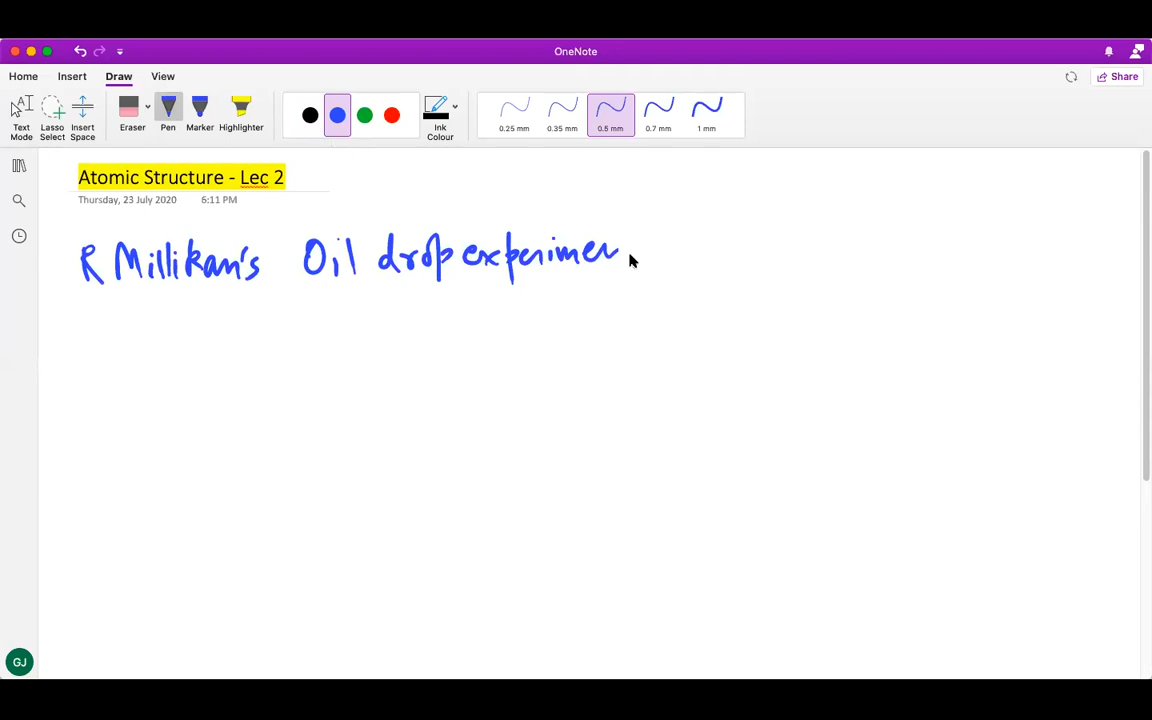 OneNote
Home Insert Draw View
Share
Text Mode
Lasso Select
Insert Space
Eraser
Pen
Marker
Highlighter
Ink Colour
0.25 mm
0.35 mm
0.5 mm
0.7 mm
1 mm
Atomic Structure - Lec 2
Thursday, 23 July 2020 6:11 PM
R Millikan's Oil drop experimen
GJ